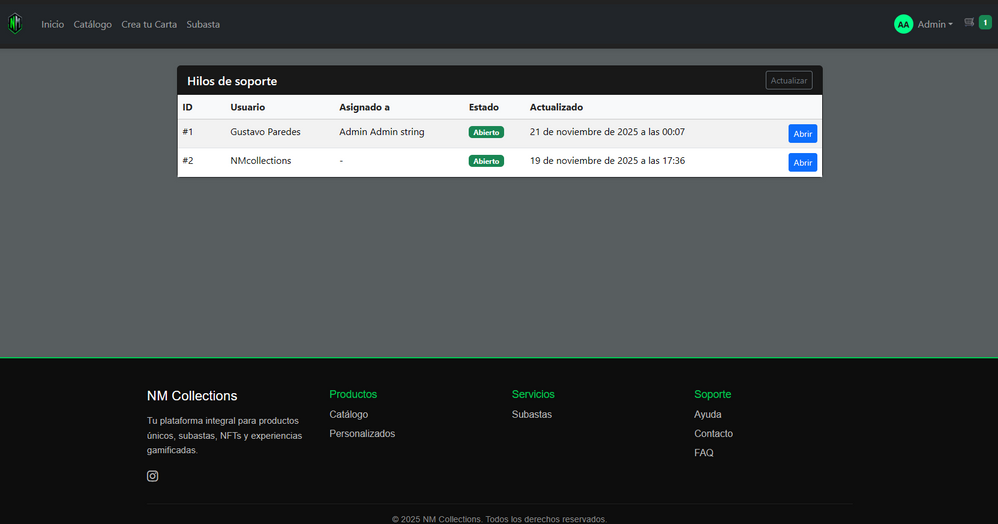 NM
Inicio Catálogo Crea tu Carta Subasta
AA Admin 1
Hilos de soporte
Actualizar
ID Usuario Asignado a Estado Actualizado
#1 Gustavo Paredes Admin Admin string Abierto 21 de noviembre de 2025 a las 00:07 Abrir
#2 NMcollections - Abierto 19 de noviembre de 2025 a las 17:36 Abrir
NM Collections
Tu plataforma integral para productos
únicos, subastas, NFTs y experiencias
gamificadas.
Productos
Catálogo
Personalizados
Servicios
Subastas
Soporte
Ayuda
Contacto
FAQ
© 2025 NM Collections. Todos los derechos reservados.